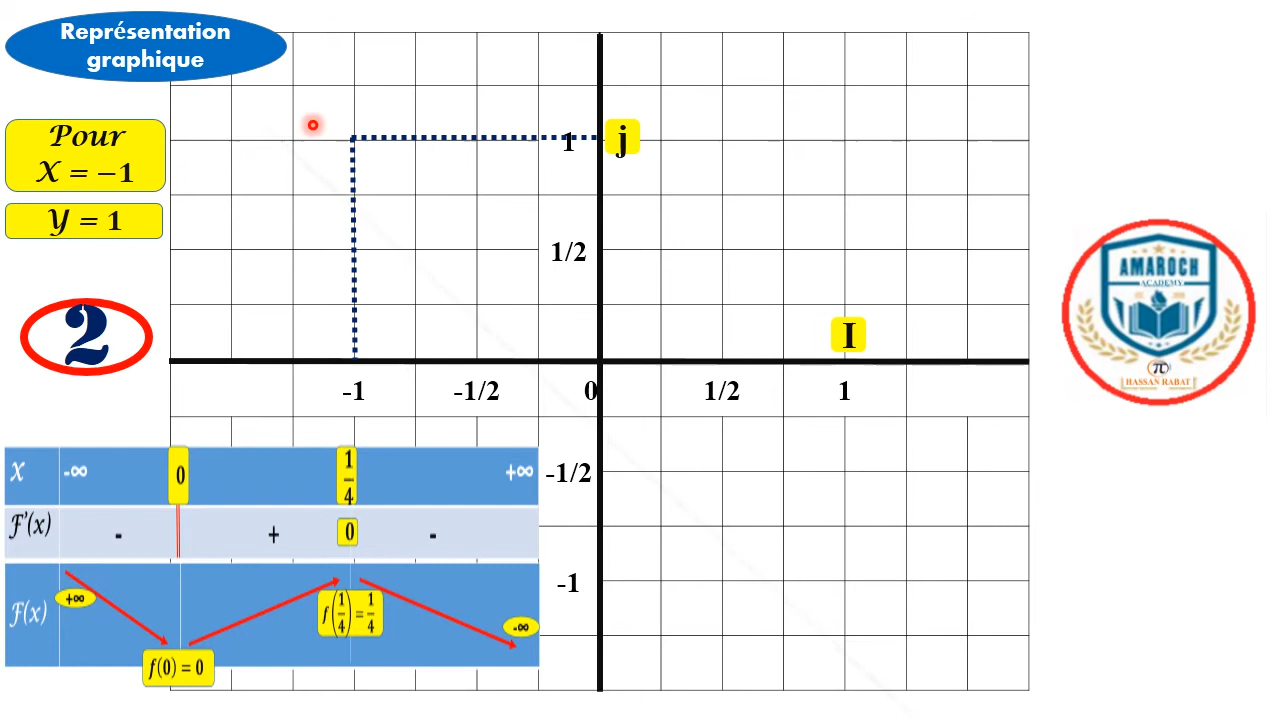 Représentation
graphique
Pour
X = −1
Y = 1
2
1
j
1/2
I
-1
-1/2
0
1/2
1
-1/2
-1
x -∞ 0 1/4 +∞
F'(x) - + 0 -
F(x) +∞ f(0) = 0 f(1/4) = 1/4 -∞
AMAROCH
ACADEMY
π
HASSAN RABAT